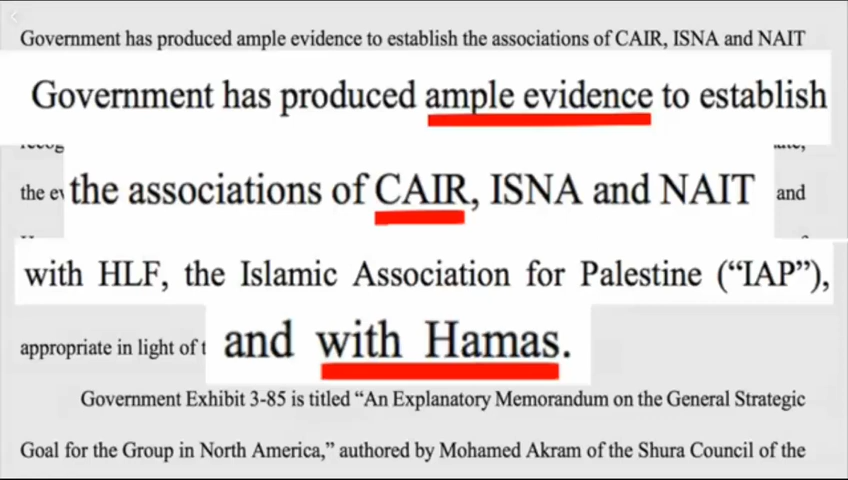 Government has produced ample evidence to establish the associations of CAIR, ISNA and NAIT
Government has produced ample evidence to establish
the associations of CAIR, ISNA and NAIT
the
and
with HLF, the Islamic Association for Palestine (“IAP”),
appropriate in light of
and with Hamas.
Government Exhibit 3-85 is titled “An Explanatory Memorandum on the General Strategic
Goal for the Group in North America,” authored by Mohamed Akram of the Shura Council of the